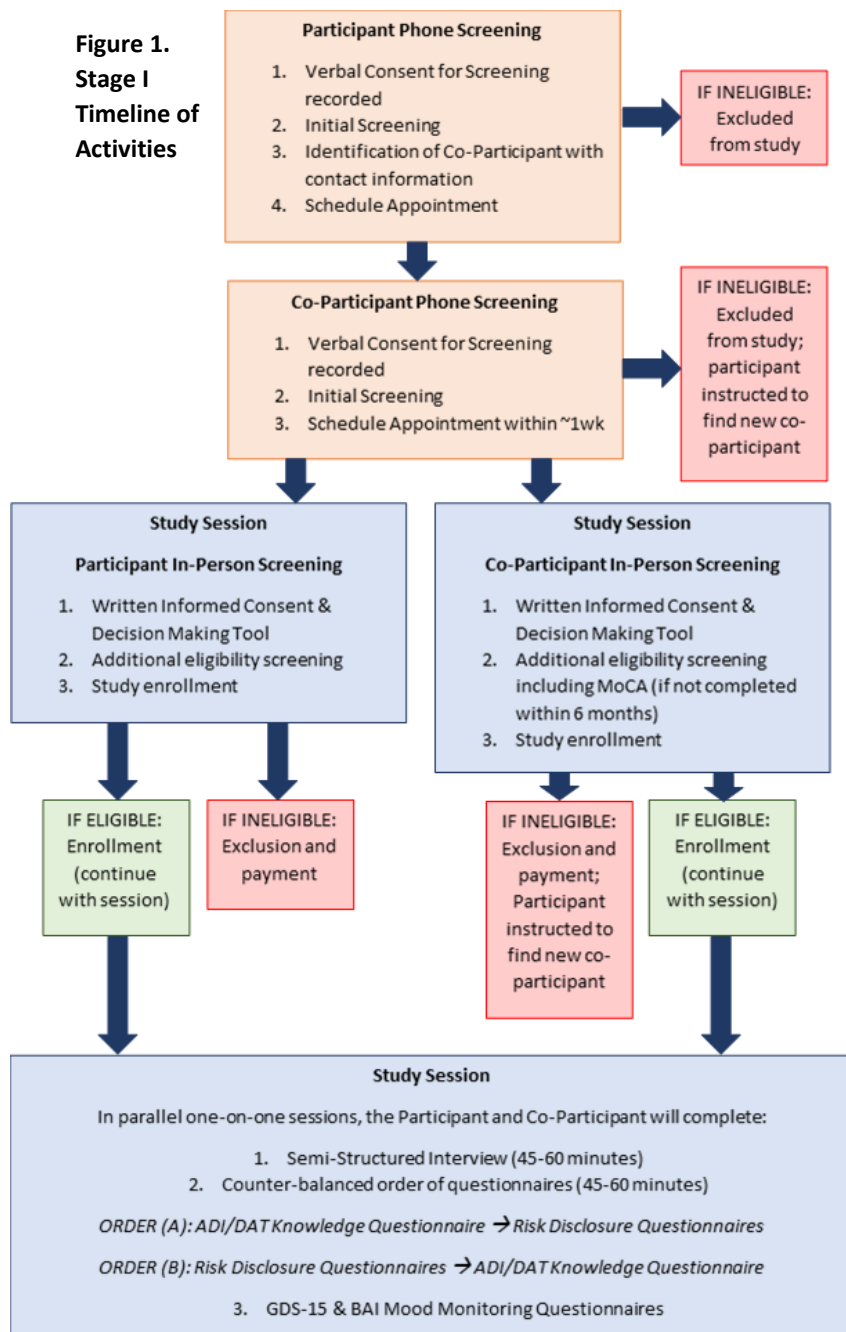 Figure 1.
Stage I
Timeline of
Activities
Participant Phone Screening
1. Verbal Consent for Screening
recorded
2. Initial Screening
3. Identification of Co-Participant with
contact information
4. Schedule Appointment
IF INELIGIBLE:
Excluded
from study
Co-Participant Phone Screening
1. Verbal Consent for Screening
recorded
2. Initial Screening
3. Schedule Appointment within ~1wk
IF INELIGIBLE:
Excluded
from study;
participant
instructed to
find new co-
participant
Study Session
Participant In-Person Screening
1. Written Informed Consent &
Decision Making Tool
2. Additional eligibility screening
3. Study enrollment
Study Session
Co-Participant In-Person Screening
1. Written Informed Consent &
Decision Making Tool
2. Additional eligibility screening
including MoCA (if not completed
within 6 months)
3. Study enrollment
IF ELIGIBLE:
Enrollment
(continue
with session)
IF INELIGIBLE:
Exclusion and
payment
IF INELIGIBLE:
Exclusion and
payment;
Participant
instructed to
find new co-
participant
IF ELIGIBLE:
Enrollment
(continue
with session)
Study Session
In parallel one-on-one sessions, the Participant and Co-Participant will complete:
1. Semi-Structured Interview (45-60 minutes)
2. Counter-balanced order of questionnaires (45-60 minutes)
ORDER (A): ADI/DAT Knowledge Questionnaire → Risk Disclosure Questionnaires
ORDER (B): Risk Disclosure Questionnaires → ADI/DAT Knowledge Questionnaire
3. GDS-15 & BAI Mood Monitoring Questionnaires